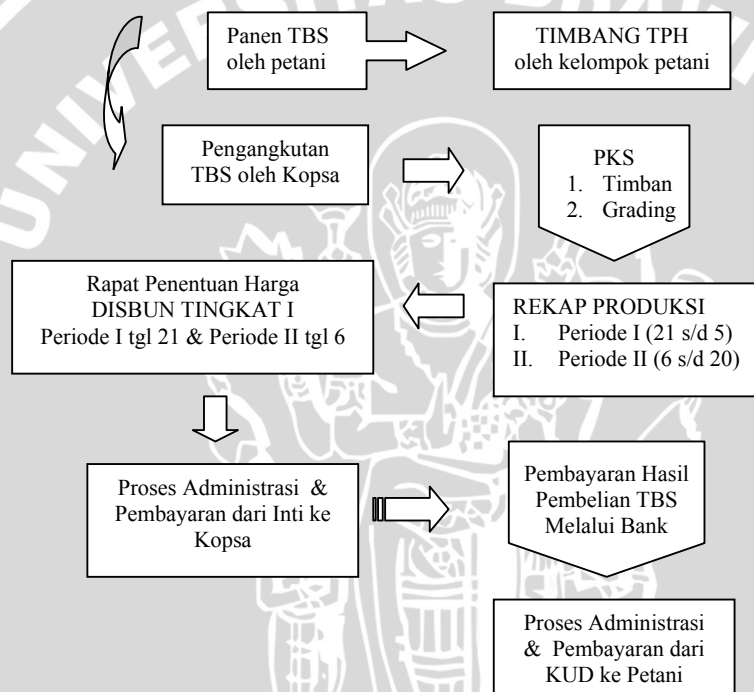 UNIVERSITAS BRAWI
Panen TBS
oleh petani
TIMBANG TPH
oleh kelompok petani
Pengangkutan
TBS oleh Kopsa
PKS
1. Timban
2. Grading
Rapat Penentuan Harga
DISBUN TINGKAT I
Periode I tgl 21 & Periode II tgl 6
REKAP PRODUKSI
I. Periode I (21 s/d 5)
II. Periode II (6 s/d 20)
Proses Administrasi &
Pembayaran dari Inti ke
Kopsa
Pembayaran Hasil
Pembelian TBS
Melalui Bank
Proses Administrasi
& Pembayaran dari
KUD ke Petani